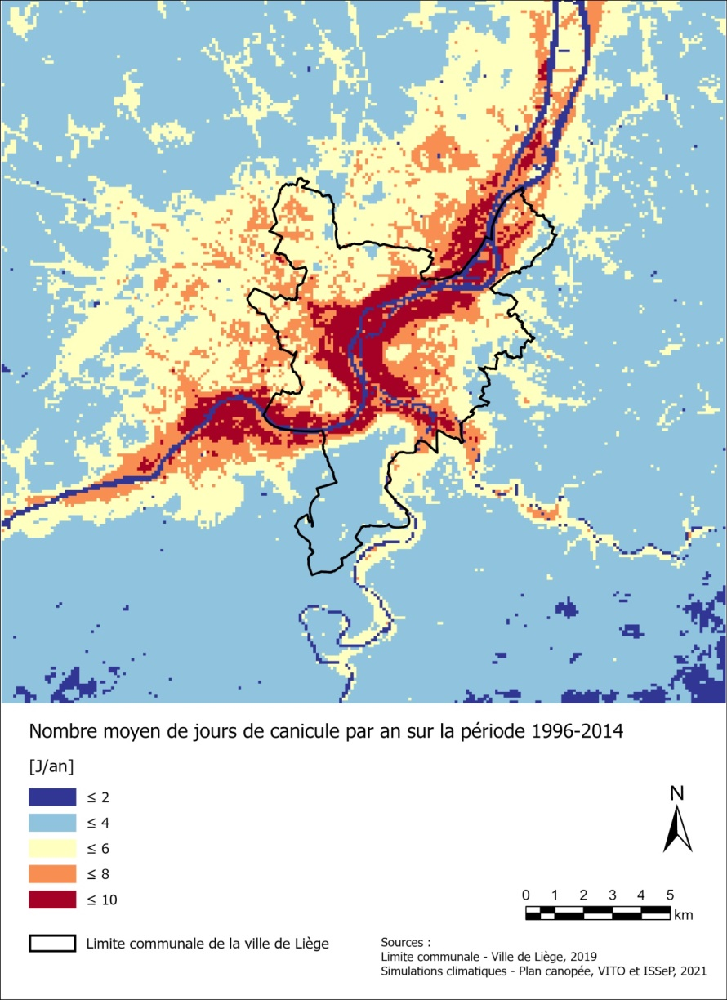 Nombre moyen de jours de canicule par an sur la période 1996-2014
[J/an]
≤ 2
≤ 4
≤ 6
≤ 8
≤ 10
Limite communale de la ville de Liège
N
0 1 2 3 4 5
km
Sources :
Limite communale - Ville de Liège, 2019
Simulations climatiques - Plan canopée, VITO et ISSeP, 2021